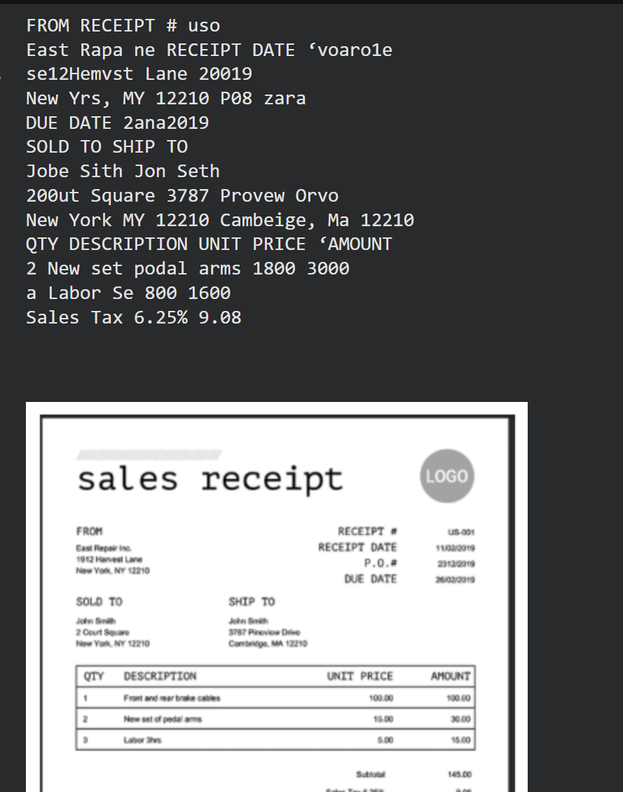 FROM RECEIPT # uso
East Rapa ne RECEIPT DATE ‘voaro1e
se12Hemvst Lane 20019
New Yrs, MY 12210 P08 zara
DUE DATE 2ana2019
SOLD TO SHIP TO
Jobe Sith Jon Seth
200ut Square 3787 Provew Orvo
New York MY 12210 Cambeige, Ma 12210
QTY DESCRIPTION UNIT PRICE ‘AMOUNT
2 New set podal arms 1800 3000
a Labor Se 800 1600
Sales Tax 6.25% 9.08
sales receipt LOGO
FROM RECEIPT # US-001
East Repair Inc. RECEIPT DATE 11/02/2019
1912 Harvest Lane P.O.# 2312/2019
New York, NY 12210 DUE DATE 26/02/2019
SOLD TO SHIP TO
John Smith John Smith
2 Court Square 3787 Pineview Drive
New York, NY 12210 Cambridge, MA 12210
QTY DESCRIPTION UNIT PRICE AMOUNT
1 Front and rear brake cables 100.00 100.00
2 New set of pedal arms 15.00 30.00
3 Labor 3hrs 5.00 15.00
Subtotal 145.00